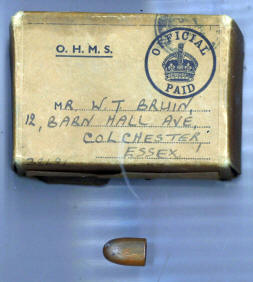 O.H.M.S.
OFFICIAL
PAID
MR W.T BRUIN,
12, BARN HALL AVE,
COLCHESTER
ESSEX